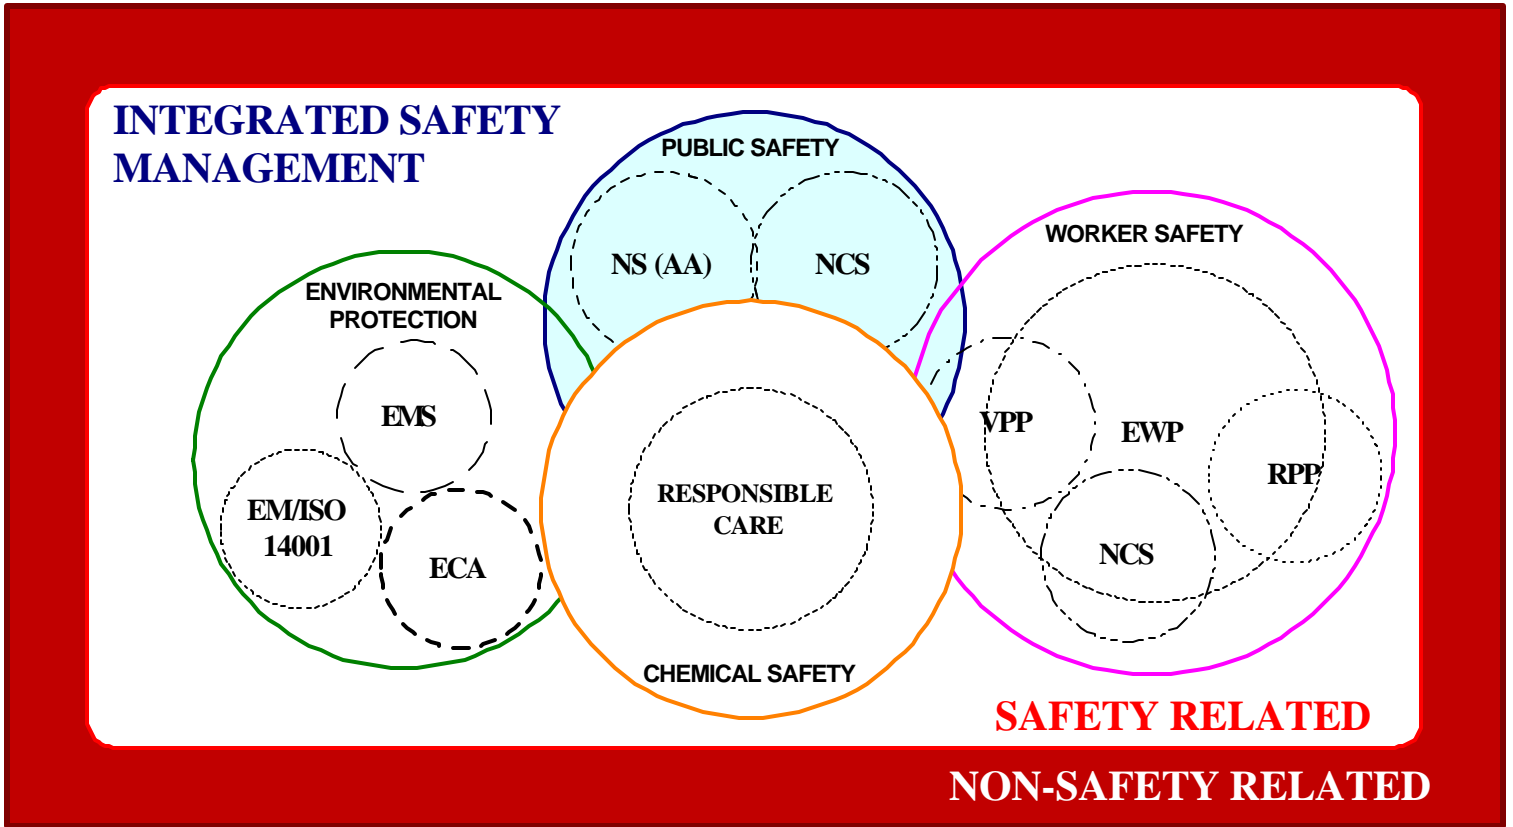 INTEGRATED SAFETY
MANAGEMENT
PUBLIC SAFETY
NS (AA)
NCS
WORKER SAFETY
VPP
EWP
RPP
NCS
ENVIRONMENTAL
PROTECTION
EMS
EM/ISO
14001
ECA
RESPONSIBLE
CARE
CHEMICAL SAFETY
SAFETY RELATED
NON-SAFETY RELATED